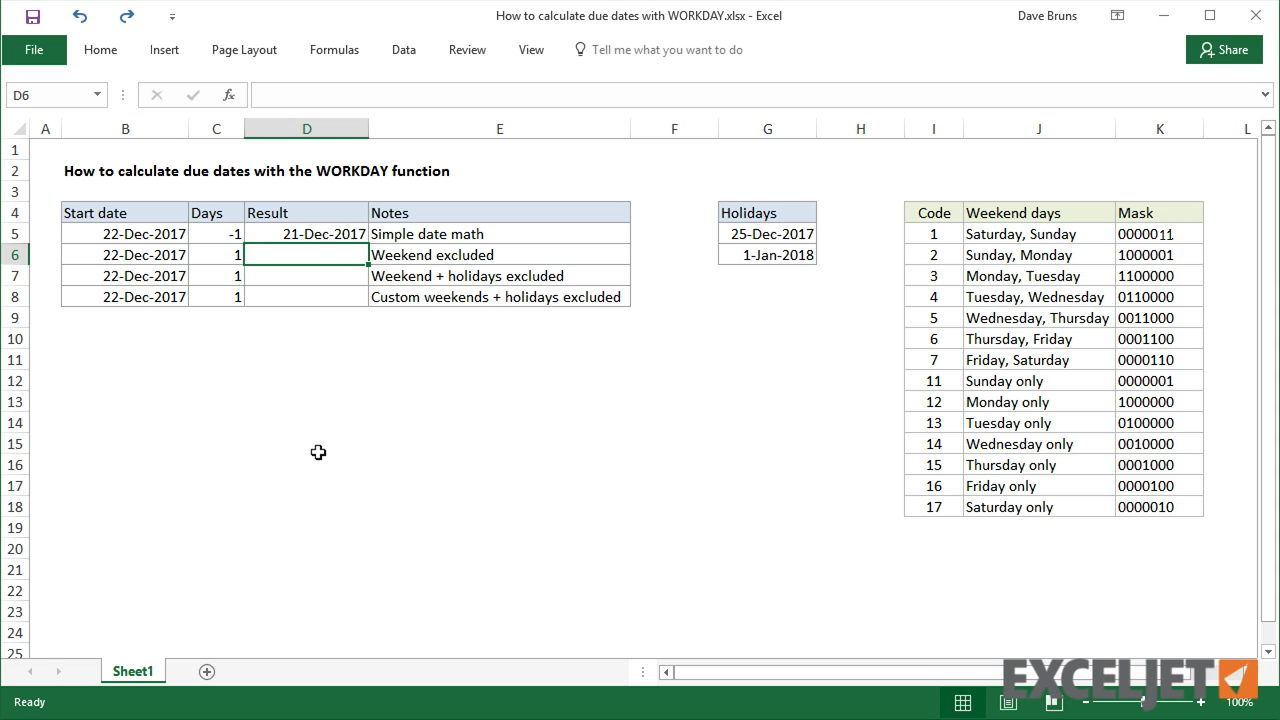 How to calculate due dates with WORKDAY.xlsx - Excel
Dave Bruns
File Home Insert Page Layout Formulas Data Review View Tell me what you want to do Share
D6 fx
A B C D E F G H I J K L
1
2 How to calculate due dates with the WORKDAY function
3
4 Start date Days Result Notes Holidays Code Weekend days Mask
5 22-Dec-2017 -1 21-Dec-2017 Simple date math 25-Dec-2017 1 Saturday, Sunday 0000011
6 22-Dec-2017 1 Weekend excluded 1-Jan-2018 2 Sunday, Monday 1000001
7 22-Dec-2017 1 Weekend + holidays excluded 3 Monday, Tuesday 1100000
8 22-Dec-2017 1 Custom weekends + holidays excluded 4 Tuesday, Wednesday 0110000
9 5 Wednesday, Thursday 0011000
10 6 Thursday, Friday 0001100
11 7 Friday, Saturday 0000110
12 11 Sunday only 0000001
13 12 Monday only 1000000
14 13 Tuesday only 0100000
15 14 Wednesday only 0010000
16 15 Thursday only 0001000
17 16 Friday only 0000100
18 17 Saturday only 0000010
19
20
21
22
23
24
25
Sheet1
EXCELJET
Ready 100%